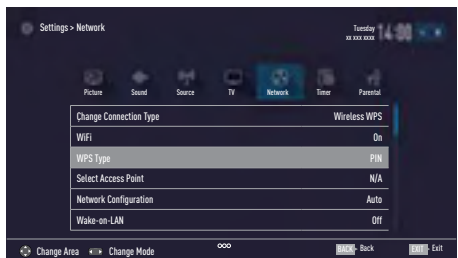 Settings > Network
Tuesday
xx xxx xxxx
14:00
Picture Sound Source TV Network Timer Parental
Change Connection Type Wireless WPS
WiFi On
WPS Type PIN
Select Access Point N/A
Network Configuration Auto
Wake-on-LAN Off
Change Area Change Mode BACK Back EXIT Exit